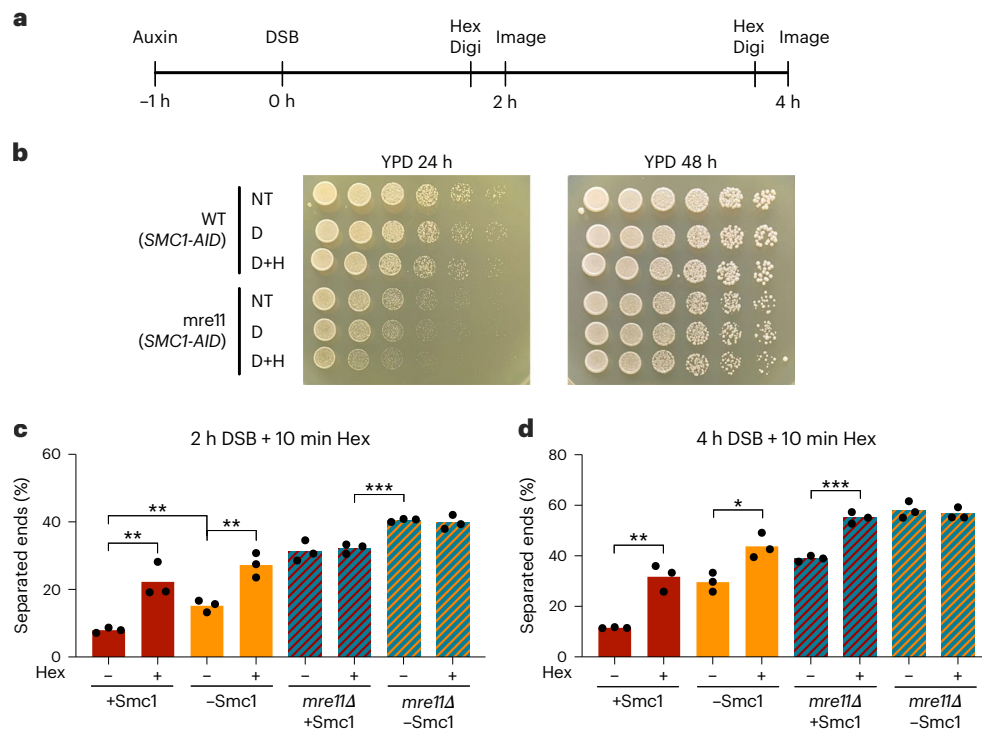 a
Auxin DSB Hex Digi Image Hex Digi Image
–1 h 0 h 2 h 4 h
b
YPD 24 h YPD 48 h
WT (SMC1-AID)
NT
D
D+H
mre11 (SMC1-AID)
NT
D
D+H
c
2 h DSB + 10 min Hex
Separated ends (%)
60
40
20
0
** ** ** ***
Hex – + – + – + – +
+Smc1 –Smc1 mre11Δ +Smc1 mre11Δ –Smc1
d
4 h DSB + 10 min Hex
Separated ends (%)
80
60
40
20
0
** * ***
– + – + – + – +
+Smc1 –Smc1 mre11Δ +Smc1 mre11Δ –Smc1